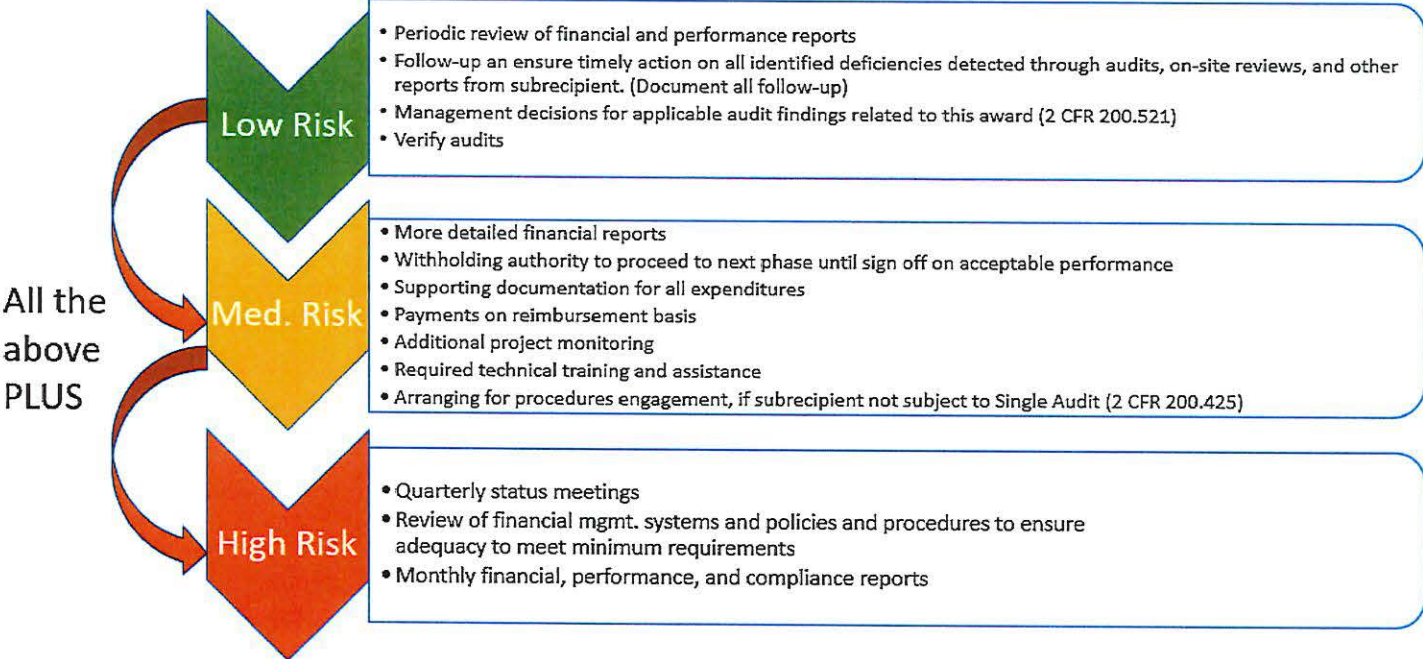 • Periodic review of financial and performance reports
• Follow-up an ensure timely action on all identified deficiencies detected through audits, on-site reviews, and other
reports from subrecipient. (Document all follow-up)
Low Risk
• Management decisions for applicable audit findings related to this award (2 CFR 200.521)
• Verify audits
All the
above
PLUS
• More detailed financial reports
• Withholding authority to proceed to next phase until sign off on acceptable performance
• Supporting documentation for all expenditures
Med. Risk
• Payments on reimbursement basis
• Additional project monitoring
• Required technical training and assistance
• Arranging for procedures engagement, if subrecipient not subject to Single Audit (2 CFR 200.425)
• Quarterly status meetings
• Review of financial mgmt. systems and policies and procedures to ensure
adequacy to meet minimum requirements
High Risk
• Monthly financial, performance, and compliance reports